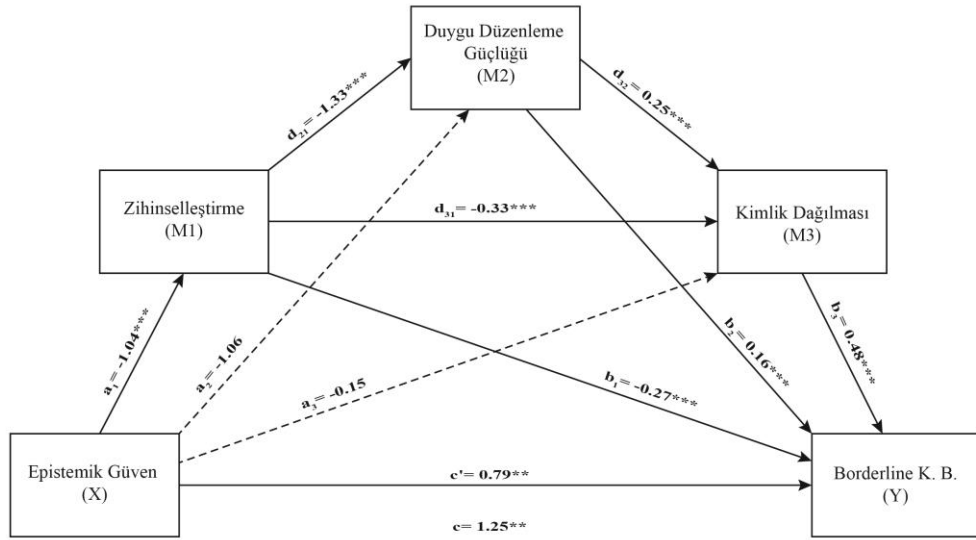 Duygu Düzenleme
Güçlüğü
(M2)
d21 = -1.33***
d32 = 0.25***
Zihinselleştirme
(M1)
d31= -0.33***
Kimlik Dağılması
(M3)
a1= -1.04***
a2= -1.06
a3= -0.15
b1= -0.27***
b2= 0.16***
b3= 0.48***
Epistemik Güven
(X)
c'= 0.79**
c= 1.25**
Borderline K. B.
(Y)